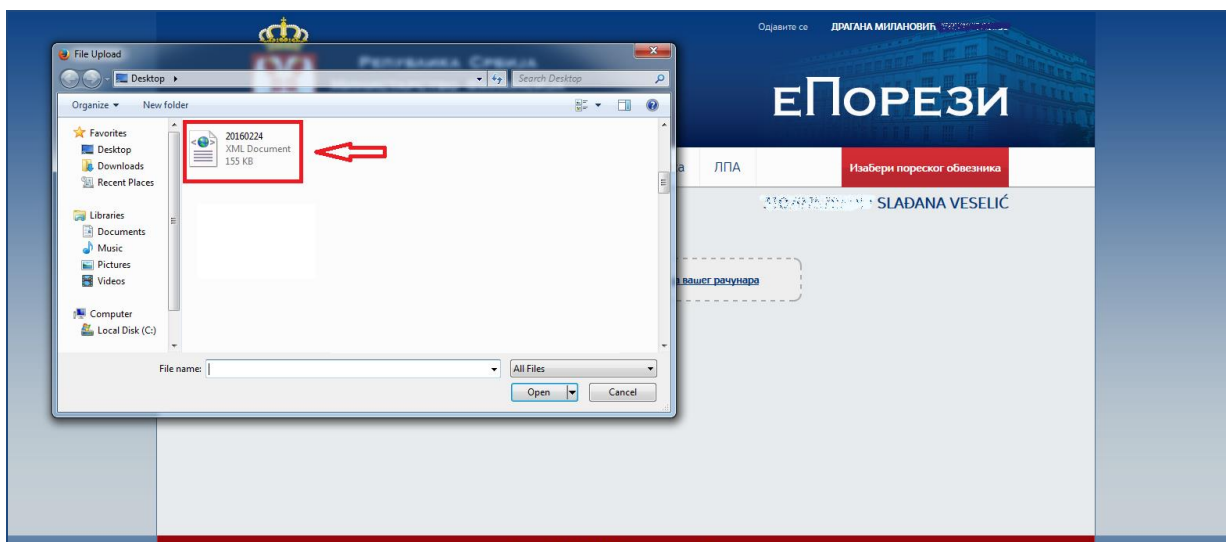 Одјавите се ДРАГАНА МИЛАНОВИЋ
File Upload
РЕПУБЛИКА СРБИЈА
Desktop
Search Desktop
еПОРЕЗИ
Organize
New folder
Favorites
Desktop
Downloads
Recent Places
Libraries
Documents
Music
Pictures
Videos
Computer
Local Disk (C:)
20160224
XML Document
155 KB
ЛПА
Изабери пореског обвезника
SLAĐANA VESELIĆ
вашег рачунара
File name:
All Files
Open
Cancel